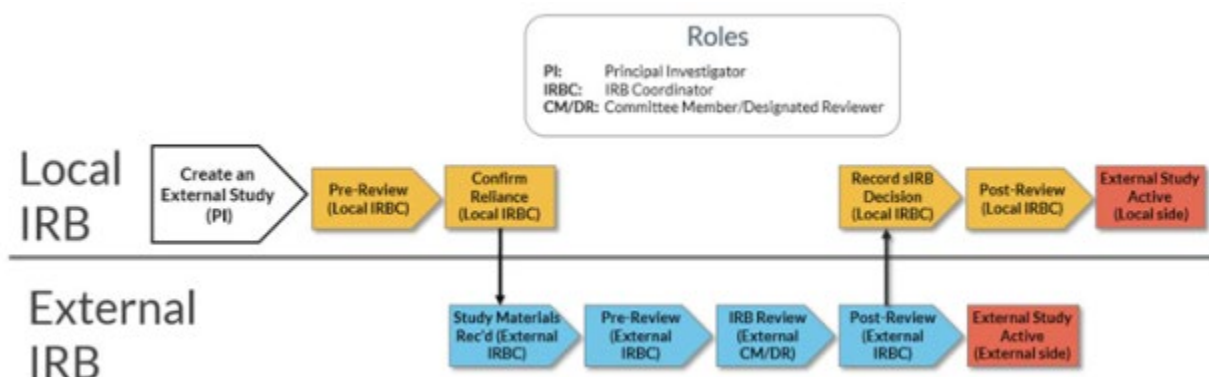 Roles
PI: Principal Investigator
IRBC: IRB Coordinator
CM/DR: Committee Member/Designated Reviewer
Local
IRB
Create an
External Study
(PI)
Pre-Review
(Local IRBC)
Confirm
Reliance
(Local IRBC)
Record sIRB
Decision
(Local IRBC)
Post-Review
(Local IRBC)
External Study
Active
(Local side)
External
IRB
Study Materials
Rec'd (External
IRBC)
Pre-Review
(External
IRBC)
IRB Review
(External
CM/DR)
Post-Review
(External
IRBC)
External Study
Active
(External side)